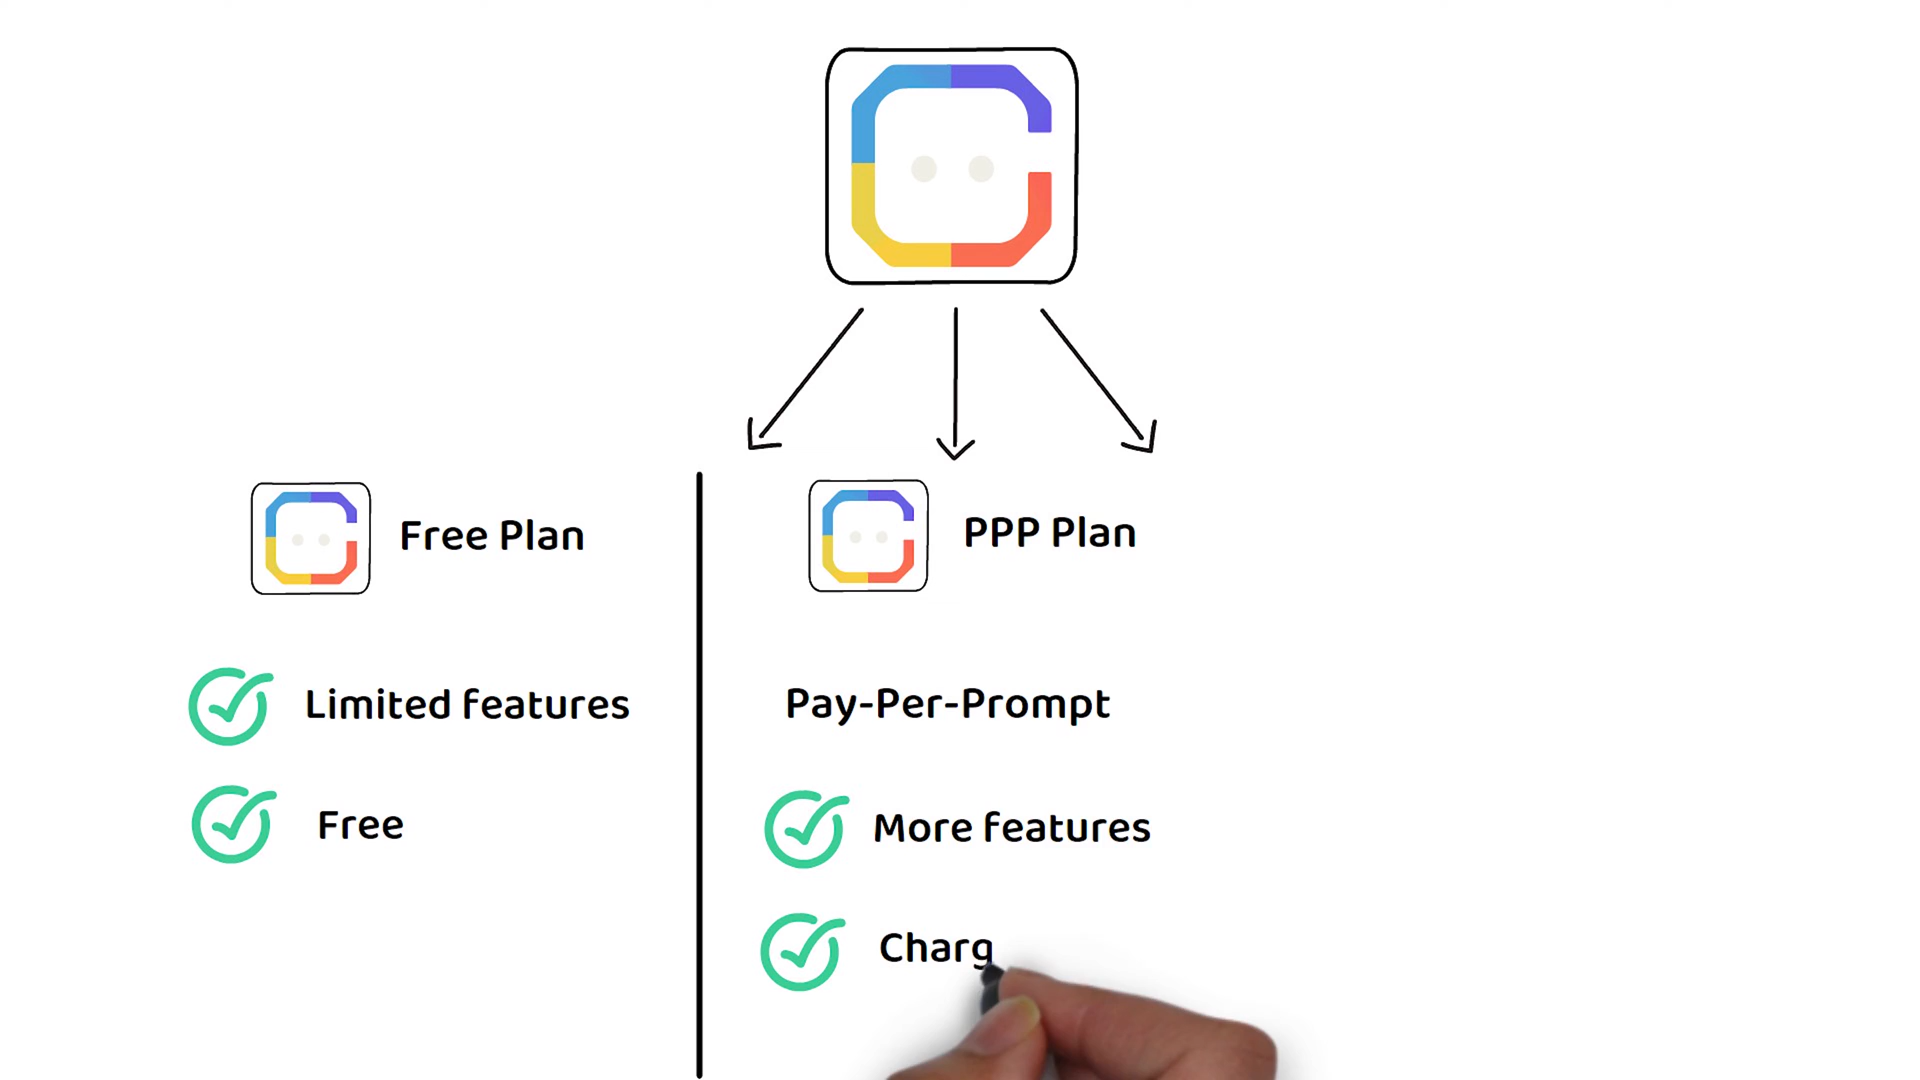 Free Plan
Limited features
Free
PPP Plan
Pay-Per-Prompt
More features
Charg